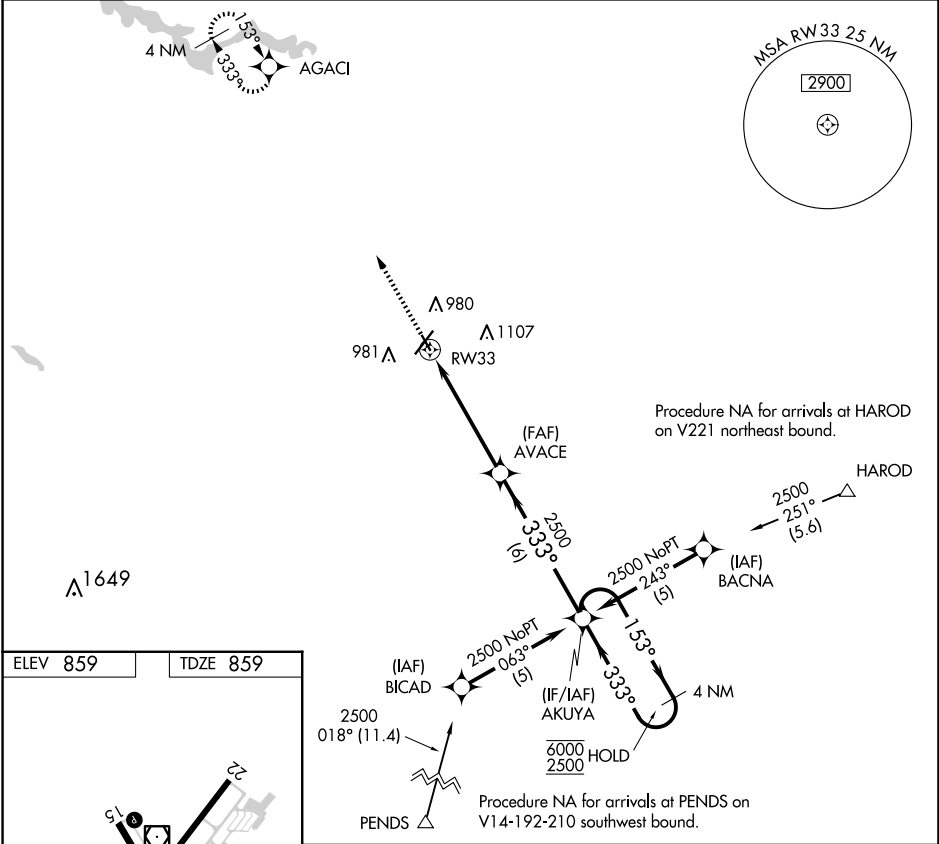 4 NM
153°
333°
AGACI
MSA RW33 25 NM
2900
980
1107
981
RW33
Procedure NA for arrivals at HAROD
on V221 northeast bound.
(FAF)
AVACE
HAROD
2500
251°
(5.6)
2500
333°
(6)
2500 NoPT
243°
(5)
(IAF)
BACNA
1649
2500 NoPT
063°
(5)
(IAF)
BICAD
153°
333°
4 NM
(IF/IAF)
AKUYA
6000
2500
HOLD
2500
018° (11.4)
PENDS
Procedure NA for arrivals at PENDS on
V14-192-210 southwest bound.
ELEV 859
TDZE 859
22
15
P